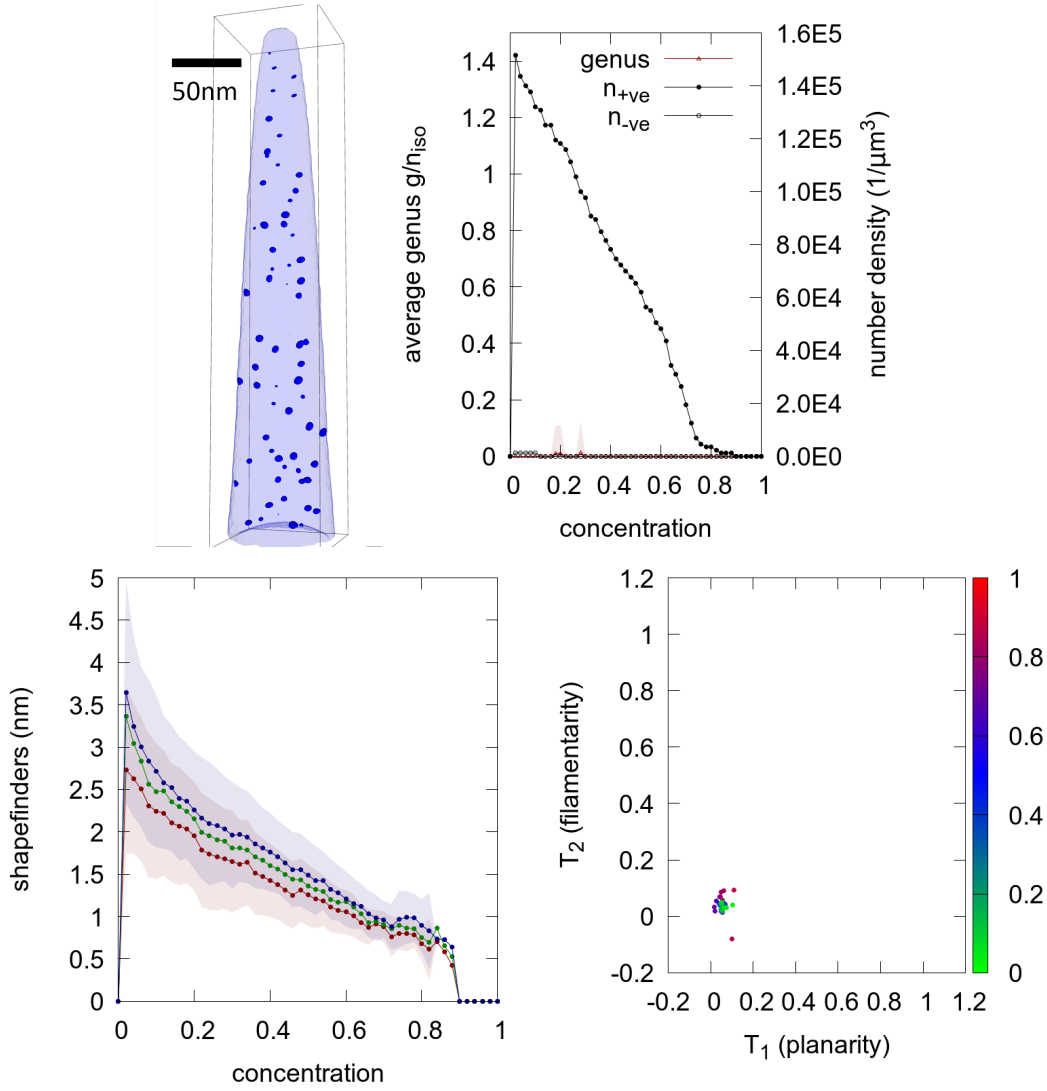 50nm
genus
n+ve
n-ve
1.4
1.2
1
0.8
0.6
0.4
0.2
0
1.6E5
1.4E5
1.2E5
1.0E5
8.0E4
6.0E4
4.0E4
2.0E4
0.0E0
average genus g/niso
number density (1/μm³)
0 0.2 0.4 0.6 0.8 1
concentration
5
4.5
4
3.5
3
2.5
2
1.5
1
0.5
0
shapefinders (nm)
0 0.2 0.4 0.6 0.8 1
concentration
1.2
1
0.8
0.6
0.4
0.2
0
-0.2
T2 (filamentarity)
-0.2 0 0.2 0.4 0.6 0.8 1 1.2
T1 (planarity)
1
0.8
0.6
0.4
0.2
0